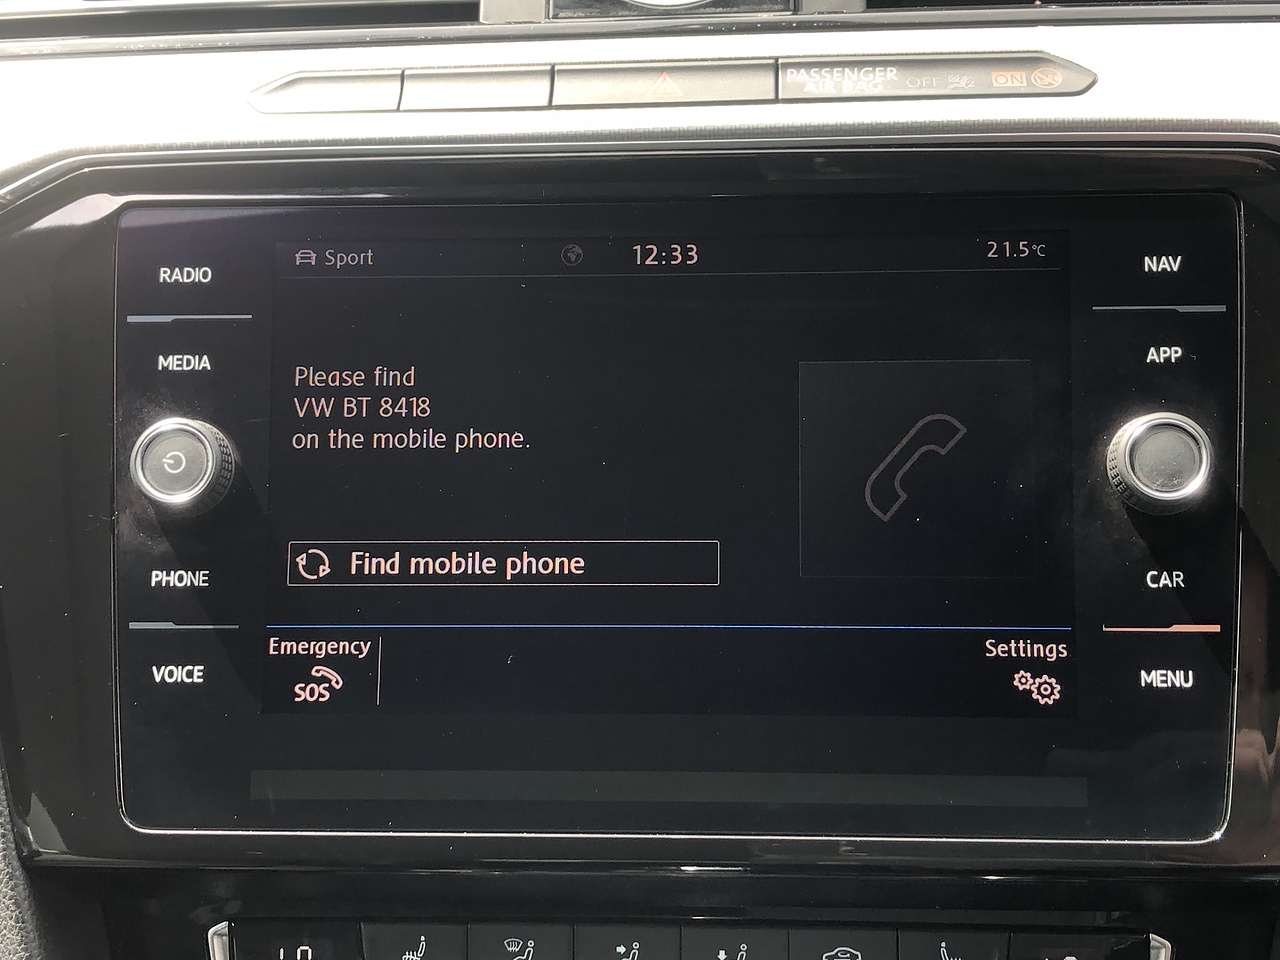 PASSENGER
AIR BAG OFF ON
RADIO
MEDIA
PHONE
VOICE
Sport 12:33 21.5°C
Please find
VW BT 8418
on the mobile phone.
Find mobile phone
Emergency
SOS
Settings
NAV
APP
CAR
MENU